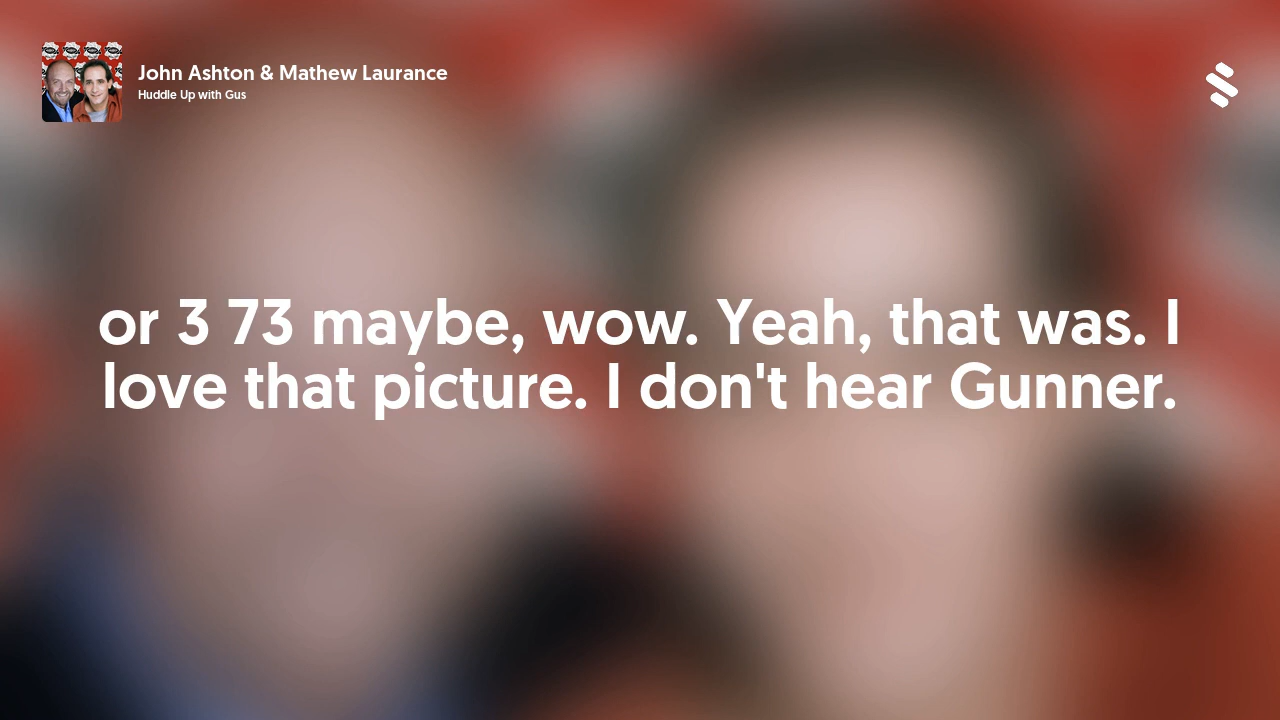 John Ashton & Mathew Laurance
Huddle Up with Gus
or 3 73 maybe, wow. Yeah, that was. I
love that picture. I don't hear Gunner.